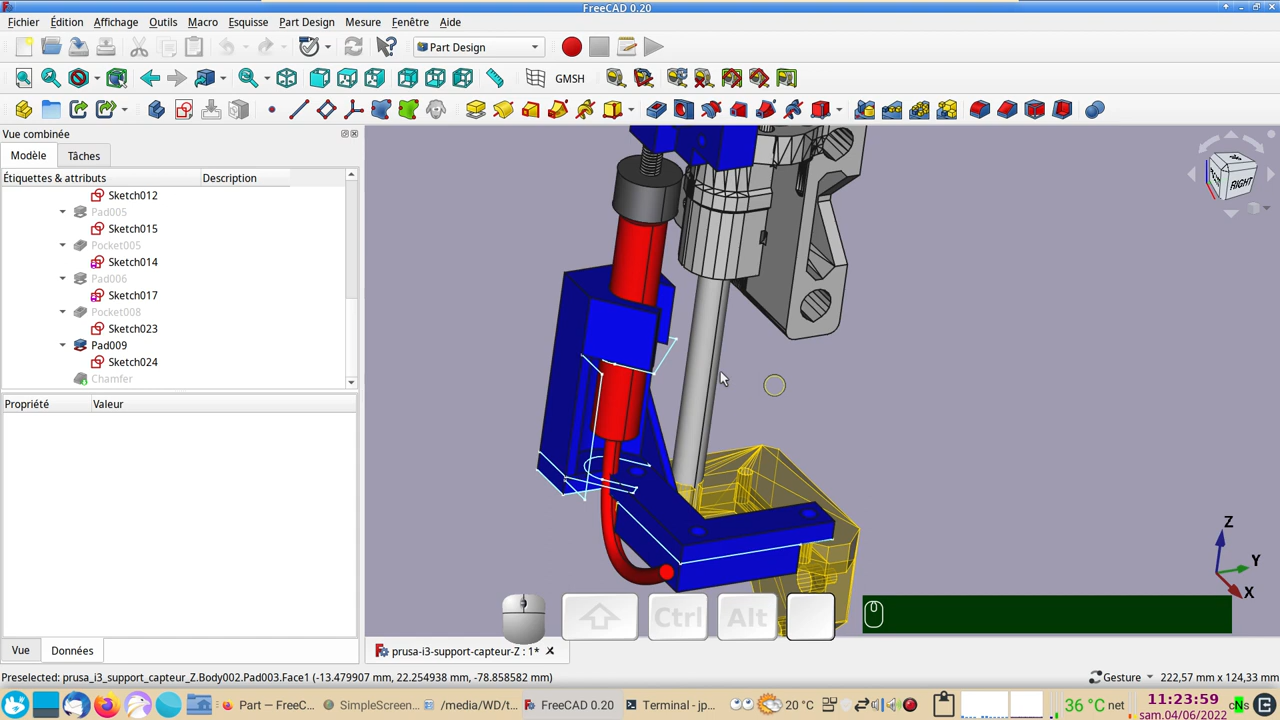 FreeCAD 0.20
Fichier Édition Affichage Outils Macro Esquisse Part Design Mesure Fenêtre Aide
Part Design
GMSH
Vue combinée
Modèle Tâches
Étiquettes & attributs Description
Sketch012
Pad005
Sketch015
Pocket005
Sketch014
Pad006
Sketch017
Pocket008
Sketch023
Pad009
Sketch024
Chamfer
Propriété Valeur
RIGHT
Z
Y
X
Ctrl Alt
Vue Données
prusa-i3-support-capteur-Z : 1*
Preselected: prusa_i3_support_capteur_Z.Body002.Pad003.Face1 (-13.479907 mm, 22.254938 mm, -78.858582 mm)
Gesture 222,57 mm x 124,33 mm
Part — FreeC...
SimpleScreen...
/media/WD/t...
FreeCAD 0.20
Terminal - jp...
20 °C
36 °C net
11:23:59
sam.04/06/2022